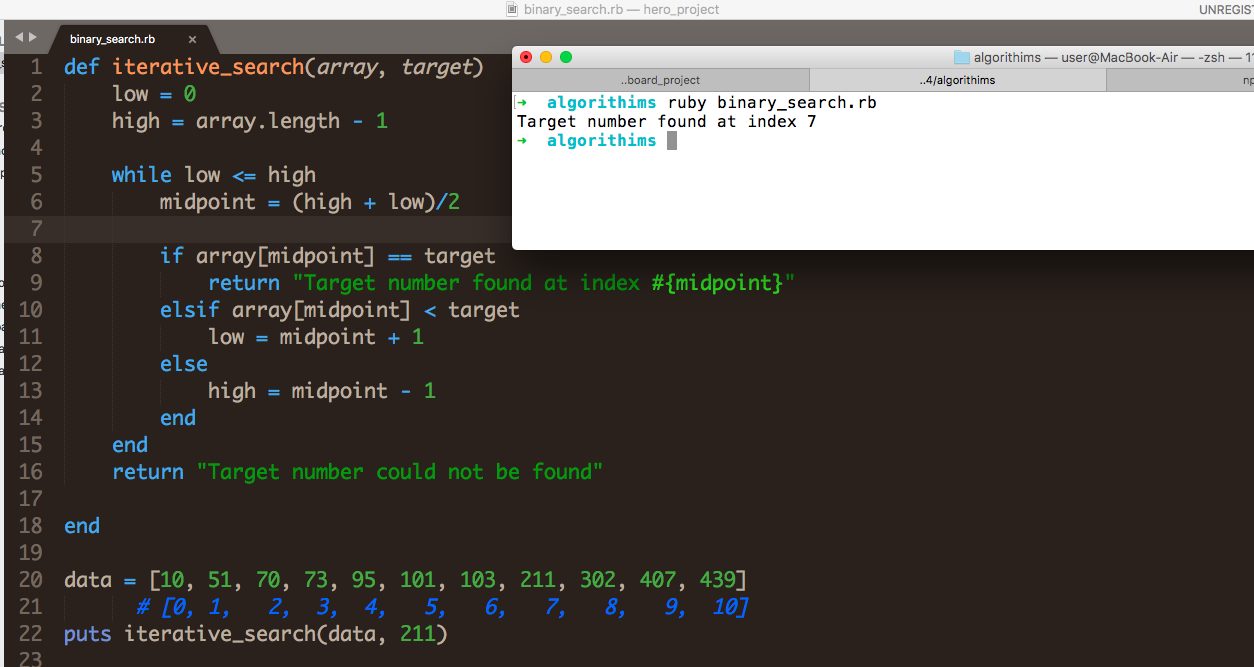 binary_search.rb — hero_project
UNREGIST
binary_search.rb ×
algorithims — user@MacBook-Air — -zsh — 11
..board_project
..4/algorithims
np
➜ algorithims ruby binary_search.rb
Target number found at index 7
➜ algorithims
1 def iterative_search(array, target)
2 low = 0
3 high = array.length - 1
4
5 while low <= high
6 midpoint = (high + low)/2
7
8 if array[midpoint] == target
9 return "Target number found at index #{midpoint}"
10 elsif array[midpoint] < target
11 low = midpoint + 1
12 else
13 high = midpoint - 1
14 end
15 end
16 return "Target number could not be found"
17
18 end
19
20 data = [10, 51, 70, 73, 95, 101, 103, 211, 302, 407, 439]
21 # [0, 1, 2, 3, 4, 5, 6, 7, 8, 9, 10]
22 puts iterative_search(data, 211)
23